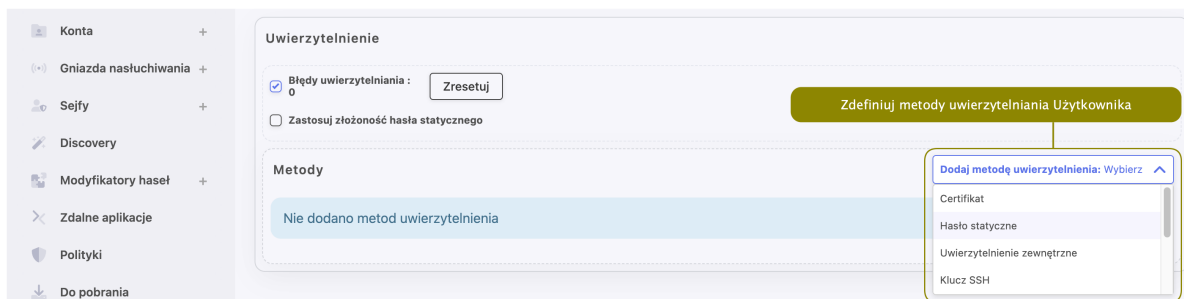 Konta
Gniazda nasłuchiwania
Sejfy
Discovery
Modyfikatory haseł
Zdalne aplikacje
Polityki
Do pobrania
Uwierzytelnienie
Błędy uwierzytelniania :
0
Zresetuj
Zastosuj złożoność hasła statycznego
Zdefiniuj metody uwierzytelniania Użytkownika
Metody
Dodaj metodę uwierzytelnienia: Wybierz
Nie dodano metod uwierzytelnienia
Certifikat
Hasło statyczne
Uwierzytelnienie zewnętrzne
Klucz SSH